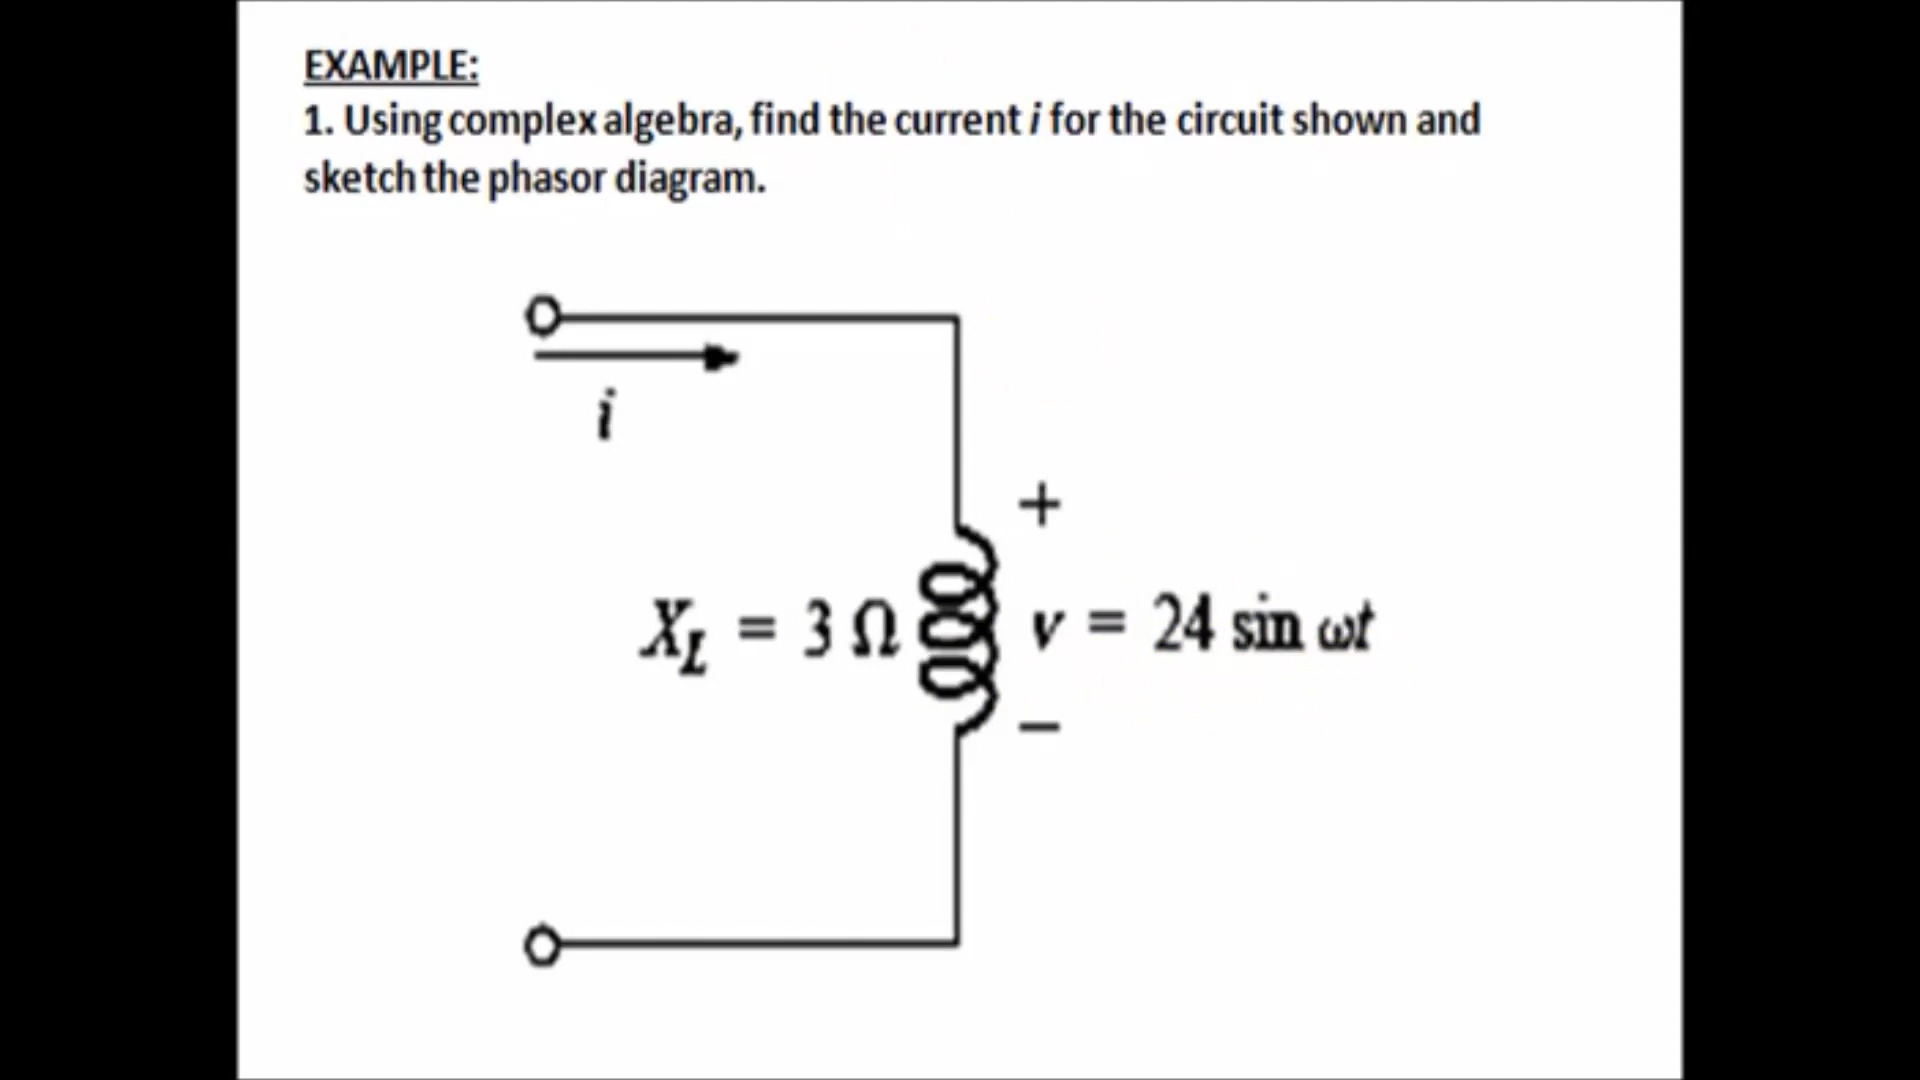 EXAMPLE:
1. Using complex algebra, find the current i for the circuit shown and
sketch the phasor diagram.
i
+
X_L = 3 Ω
v = 24 sin ωt
−